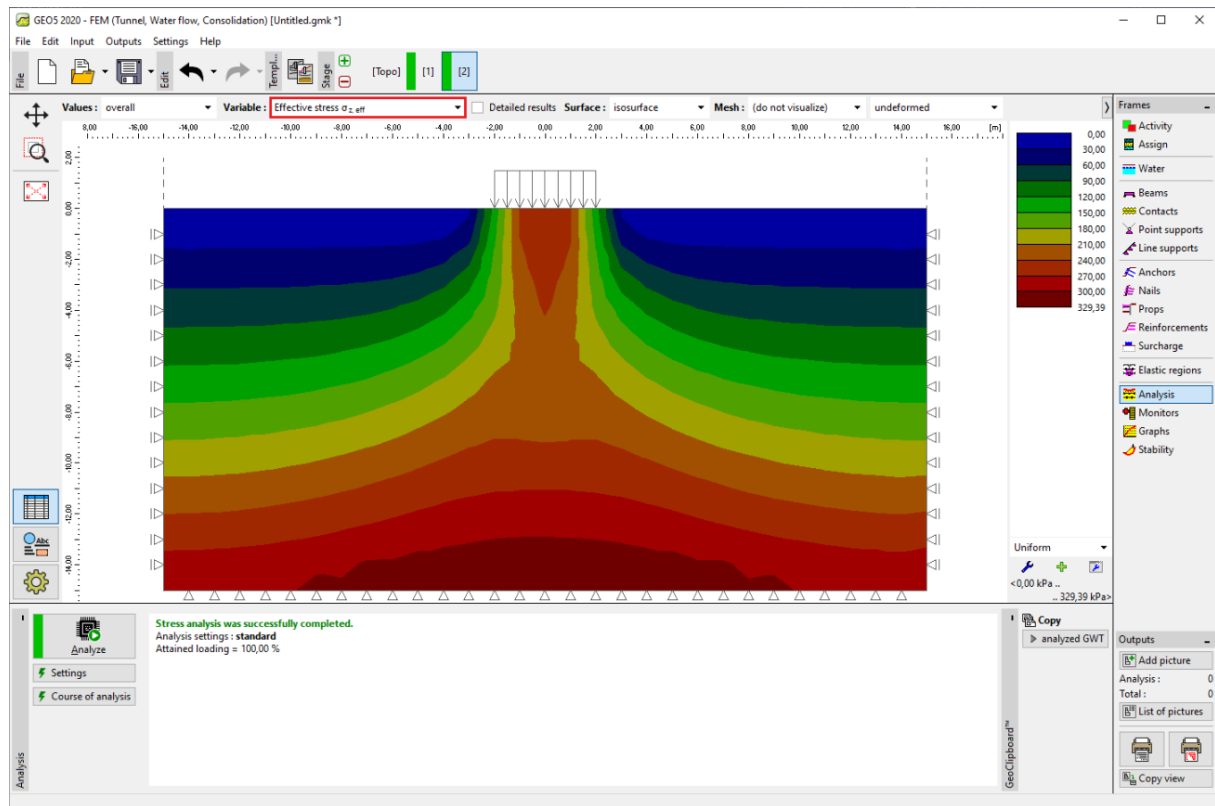 GEO5 2020 - FEM (Tunnel, Water flow, Consolidation) [Untitled.gmk *]
File Edit Input Outputs Settings Help
File
Edit
Templ...
Stage
[Topo] [1] [2]
Values : overall Variable : Effective stress σ z, eff Detailed results Surface : isosurface Mesh : (do not visualize) undeformed
8,00 -16,00 -14,00 -12,00 -10,00 -8,00 -6,00 -4,00 -2,00 0,00 2,00 4,00 6,00 8,00 10,00 12,00 14,00 16,00 [m]
2,00
0,00
-2,00
-4,00
-6,00
-8,00
-10,00
-12,00
-14,00
Abc
0,00
30,00
60,00
90,00
120,00
150,00
180,00
210,00
240,00
270,00
300,00
329,39
Uniform
<0,00 kPa ..
.. 329,39 kPa>
Frames
Activity
Assign
Water
Beams
Contacts
Point supports
Line supports
Anchors
Nails
Props
Reinforcements
Surcharge
Elastic regions
Analysis
Monitors
Graphs
Stability
Analyze
Settings
Course of analysis
Analysis
Stress analysis was successfully completed.
Analysis settings : standard
Attained loading = 100,00 %
GeoClipboard™
Copy
analyzed GWT
Outputs
Add picture
Analysis : 0
Total : 0
List of pictures
Copy view